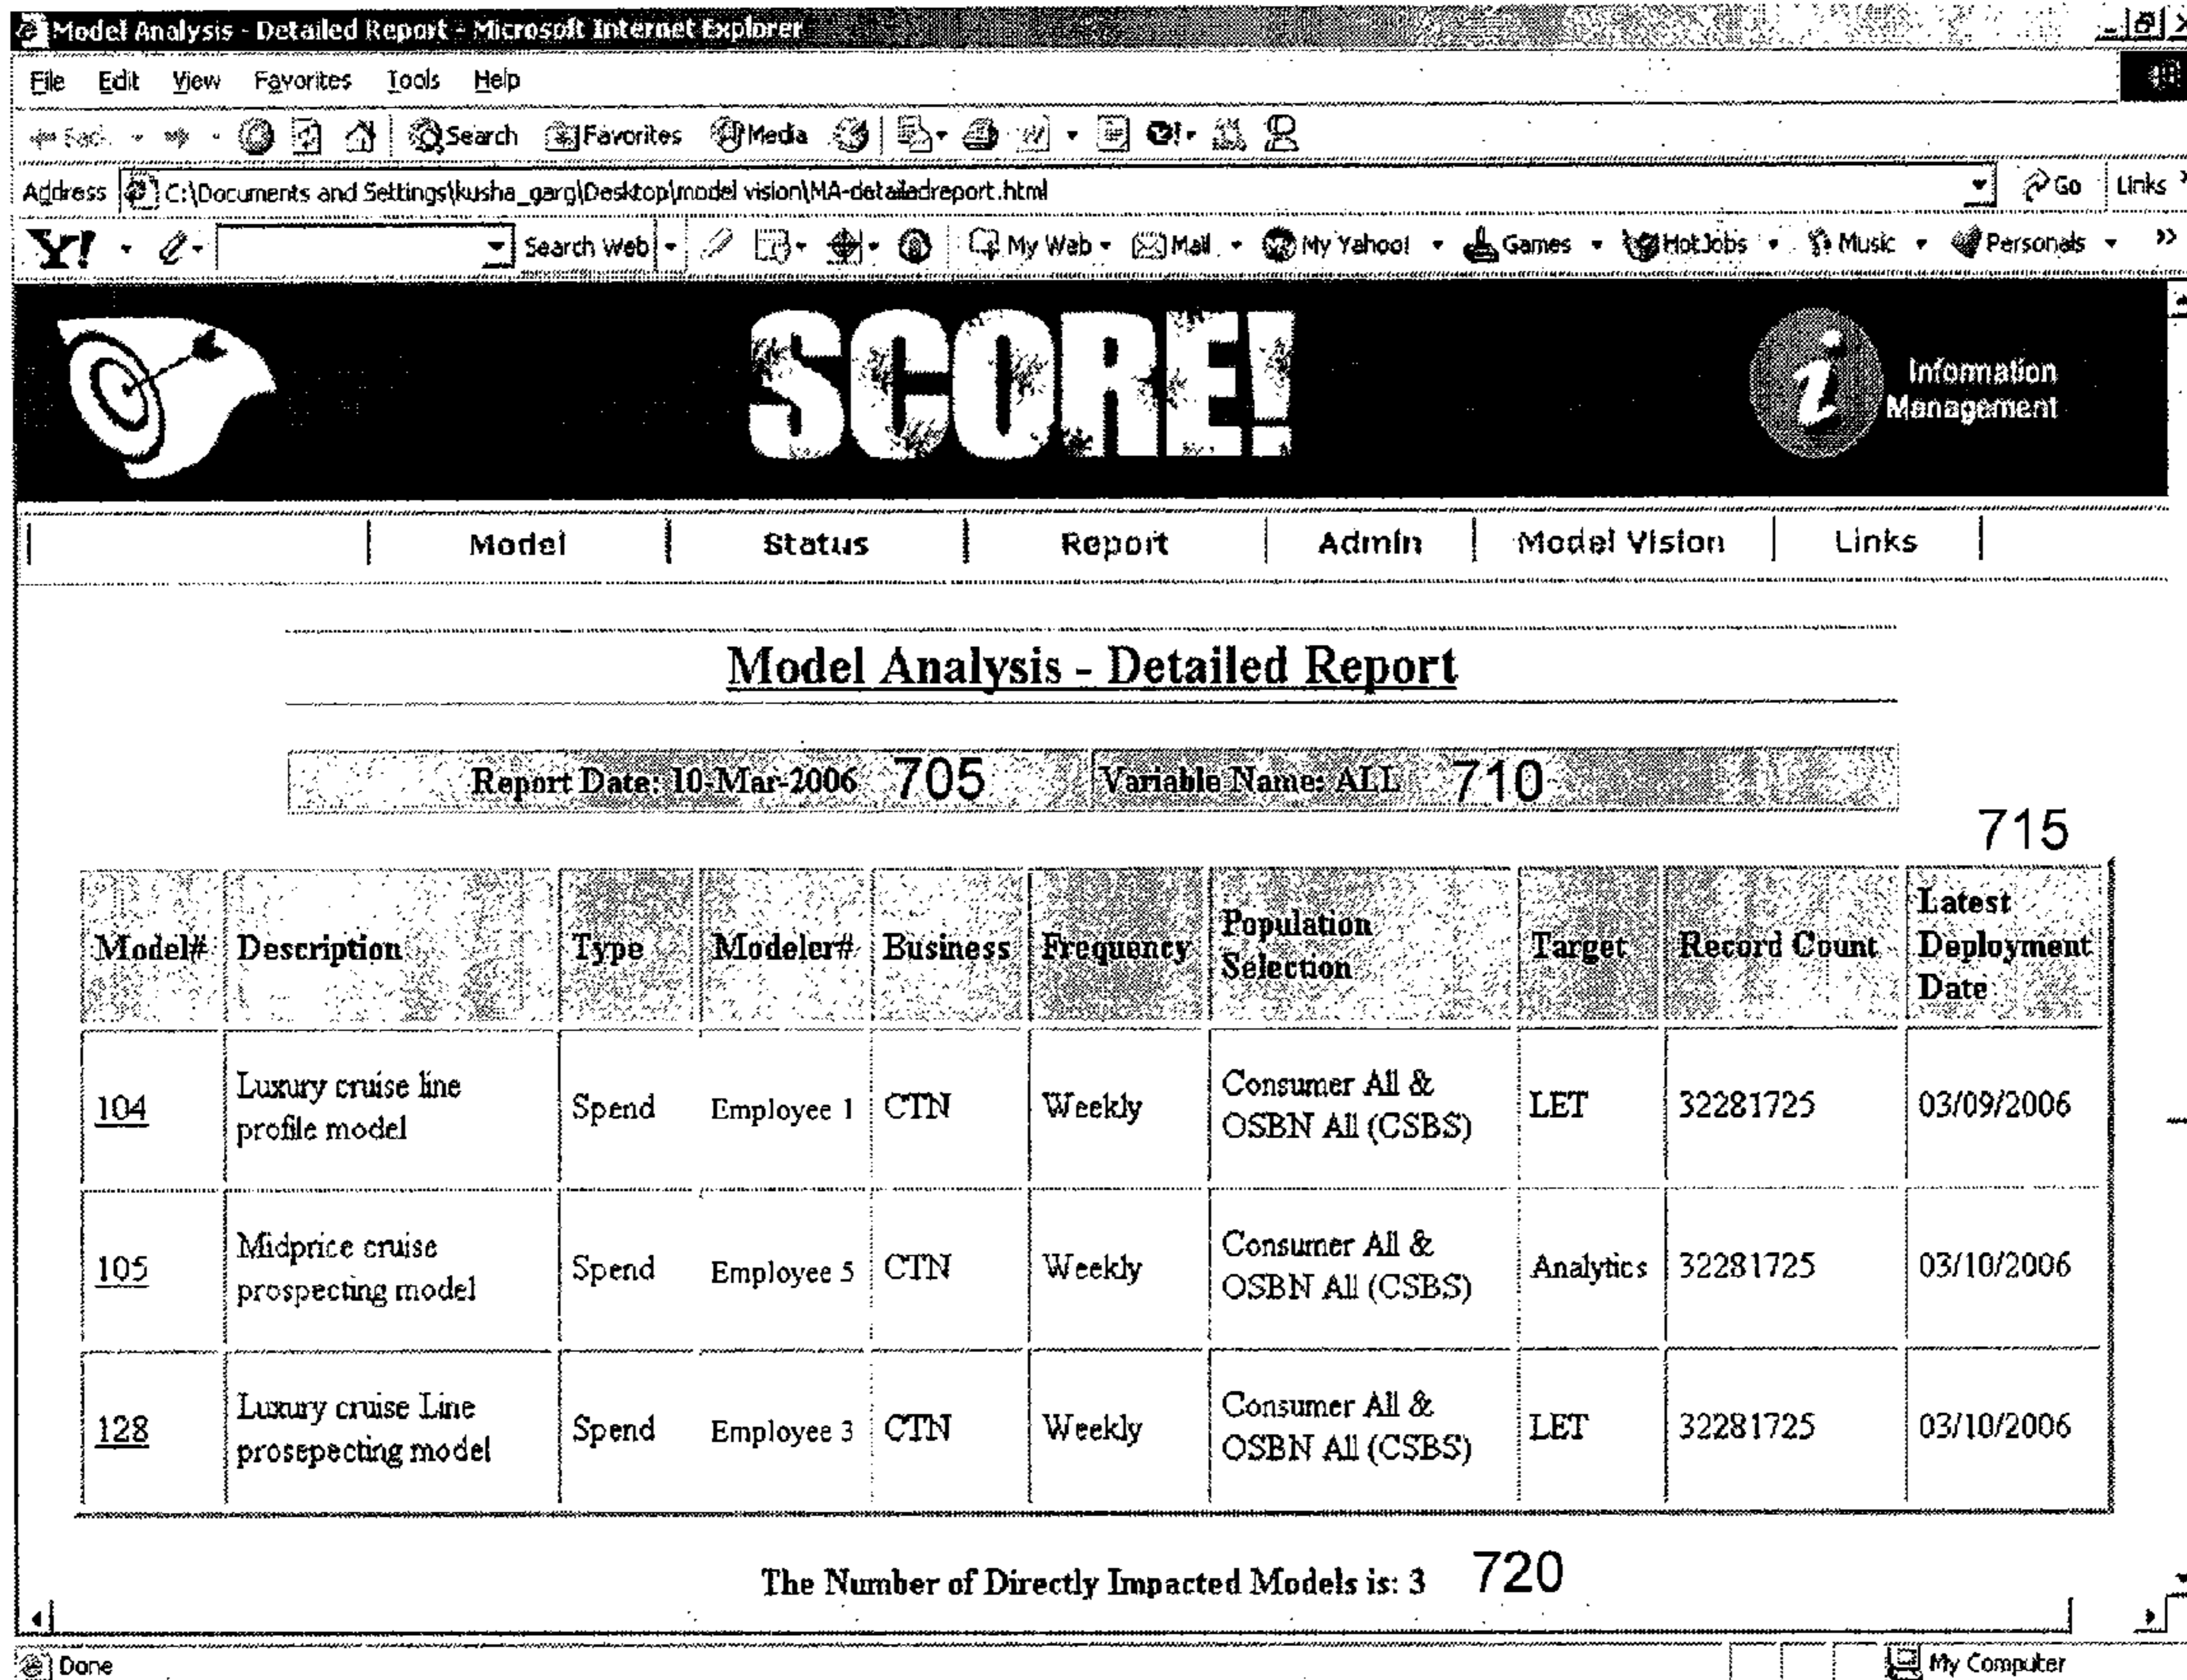 Model Analysis - Detailed Report - Microsoft Internet Explorer
File Edit View Favorites Tools Help
Back Search Favorites Media
Address C:\Documents and Settings\kusha_garg\Desktop\model vision\MA-detailedreport.html Go Links
Y! Search Web My Web Mail My Yahoo! Games HotJobs Music Personals »
SCORE!
i Information
Management
Model Status Report Admin Model Vision Links
Model Analysis - Detailed Report
Report Date: 10-Mar-2006 705 Variable Name: ALL 710
715
Model# Description Type Modeler# Business Frequency Population Selection Target Record Count Latest Deployment Date
104 Luxury cruise line profile model Spend Employee 1 CTN Weekly Consumer All & OSBN All (CSBS) LET 32281725 03/09/2006
105 Midprice cruise prospecting model Spend Employee 5 CTN Weekly Consumer All & OSBN All (CSBS) Analytics 32281725 03/10/2006
128 Luxury cruise Line prosepecting model Spend Employee 3 CTN Weekly Consumer All & OSBN All (CSBS) LET 32281725 03/10/2006
The Number of Directly Impacted Models is: 3 720
Done My Computer